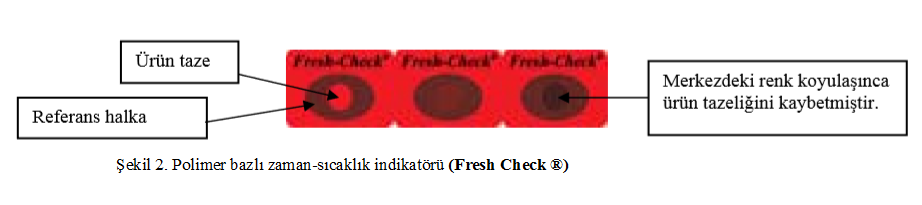 Ürün taze
Referans halka
Fresh-Check® Fresh-Check® Fresh-Check®
Merkezdeki renk koyulaşınca
ürün tazeliğini kaybetmiştir.
Şekil 2. Polimer bazlı zaman-sıcaklık indikatörü (Fresh Check ®)